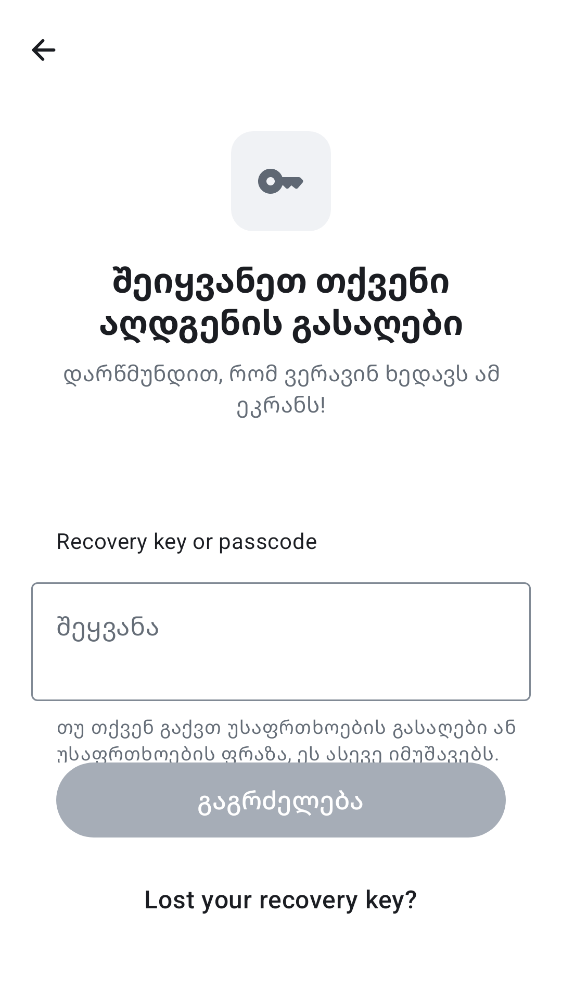 შეიყვანეთ თქვენი
აღდგენის გასაღები
დარწმუნდით, რომ ვერავინ ხედავს ამ
ეკრანს!
Recovery key or passcode
შეყვანა
თუ თქვენ გაქვთ უსაფრთხოების გასაღები ან
უსაფრთხოების ფრაზა, ეს ასევე იმუშავებს.
გაგრძელება
Lost your recovery key?